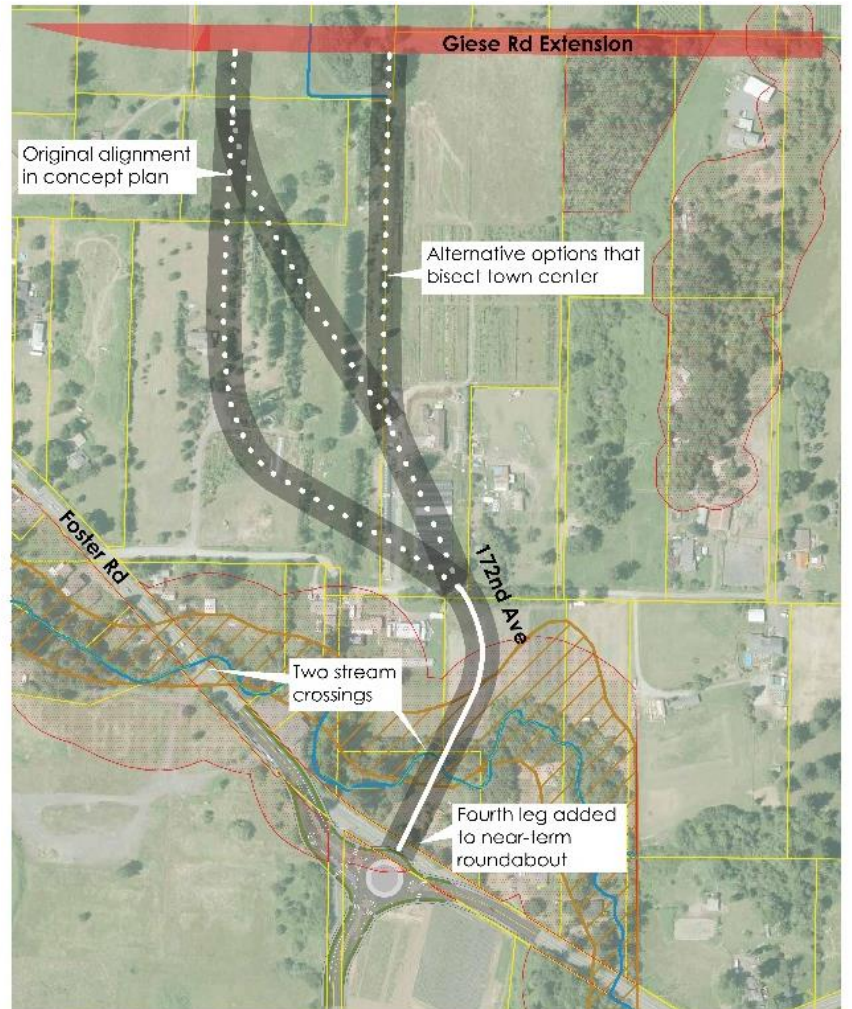 Giese Rd Extension
Original alignment
in concept plan
Alternative options that
bisect town center
Foster Rd
172nd Ave
Two stream
crossings
Fourth leg added
to near-term
roundabout